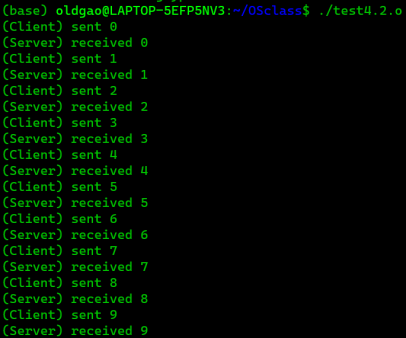 (base) oldgao@LAPTOP-5EFP5NV3:~/OSclass$ ./test4.2.o
(Client) sent 0
(Server) received 0
(Client) sent 1
(Server) received 1
(Client) sent 2
(Server) received 2
(Client) sent 3
(Server) received 3
(Client) sent 4
(Server) received 4
(Client) sent 5
(Server) received 5
(Client) sent 6
(Server) received 6
(Client) sent 7
(Server) received 7
(Client) sent 8
(Server) received 8
(Client) sent 9
(Server) received 9